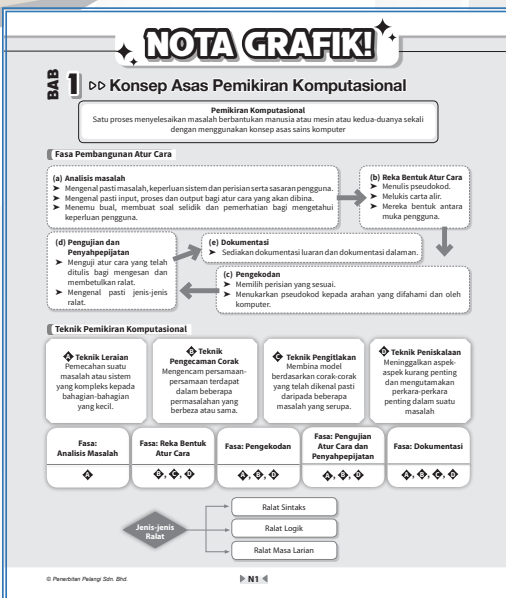 NOTA GRAFIK!
BAB 1 Konsep Asas Pemikiran Komputasional
Pemikiran Komputasional
Satu proses menyelesaikan masalah berbantukan manusia atau mesin atau kedua-duanya sekali
dengan menggunakan konsep asas sains komputer
Fasa Pembangunan Atur Cara
(a) Analisis masalah
➤ Mengenal pasti masalah, keperluan sistem dan perisian serta sasaran pengguna.
➤ Mengenal pasti input, proses dan output bagi atur cara yang akan dibina.
➤ Menemu bual, membuat soal selidik dan pemerhatian bagi mengetahui
keperluan pengguna.
(b) Reka Bentuk Atur Cara
➤ Menulis pseudokod.
➤ Melukis carta alir.
➤ Mereka bentuk antara
muka pengguna.
(d) Pengujian dan
Penyahpepijatan
➤ Menguji atur cara yang telah
ditulis bagi mengesan dan
membetulkan ralat.
➤ Mengenal pasti jenis-jenis
ralat.
(e) Dokumentasi
➤ Sediakan dokumentasi luaran dan dokumentasi dalaman.
(c) Pengekodan
➤ Memilih perisian yang sesuai.
➤ Menukarkan pseudokod kepada arahan yang difahami dan oleh
komputer.
Teknik Pemikiran Komputasional
A Teknik Leraian
Pemecahan suatu
masalah atau sistem
yang kompleks kepada
bahagian-bahagian
yang kecil.
B Teknik
Pengecaman Corak
Mengencam persamaan-
persamaan terdapat
dalam beberapa
permasalahan yang
berbeza atau sama.
C Teknik Pengitlakan
Membina model
berdasarkan corak-corak
yang telah dikenal pasti
daripada beberapa
masalah yang serupa.
D Teknik Peniskalaan
Meninggalkan aspek-
aspek kurang penting
dan mengutamakan
perkara-perkara
penting dalam suatu
masalah
Fasa:
Analisis Masalah
A
Fasa: Reka Bentuk
Atur Cara
B, C, D
Fasa: Pengekodan
A, B, D
Fasa: Pengujian
Atur Cara dan
Penyahpepijatan
A, B, D
Fasa: Dokumentasi
A, B, C, D
Jenis-jenis
Ralat
Ralat Sintaks
Ralat Logik
Ralat Masa Larian
© Penerbitan Pelangi Sdn. Bhd.
N1